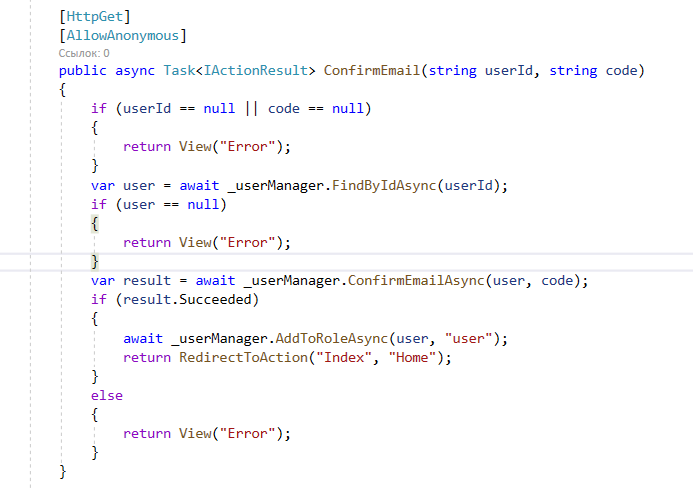 [HttpGet]
[AllowAnonymous]
Ссылок: 0
public async Task<IActionResult> ConfirmEmail(string userId, string code)
{
if (userId == null || code == null)
{
return View("Error");
}
var user = await _userManager.FindByIdAsync(userId);
if (user == null)
{
return View("Error");
}
var result = await _userManager.ConfirmEmailAsync(user, code);
if (result.Succeeded)
{
await _userManager.AddToRoleAsync(user, "user");
return RedirectToAction("Index", "Home");
}
else
{
return View("Error");
}
}